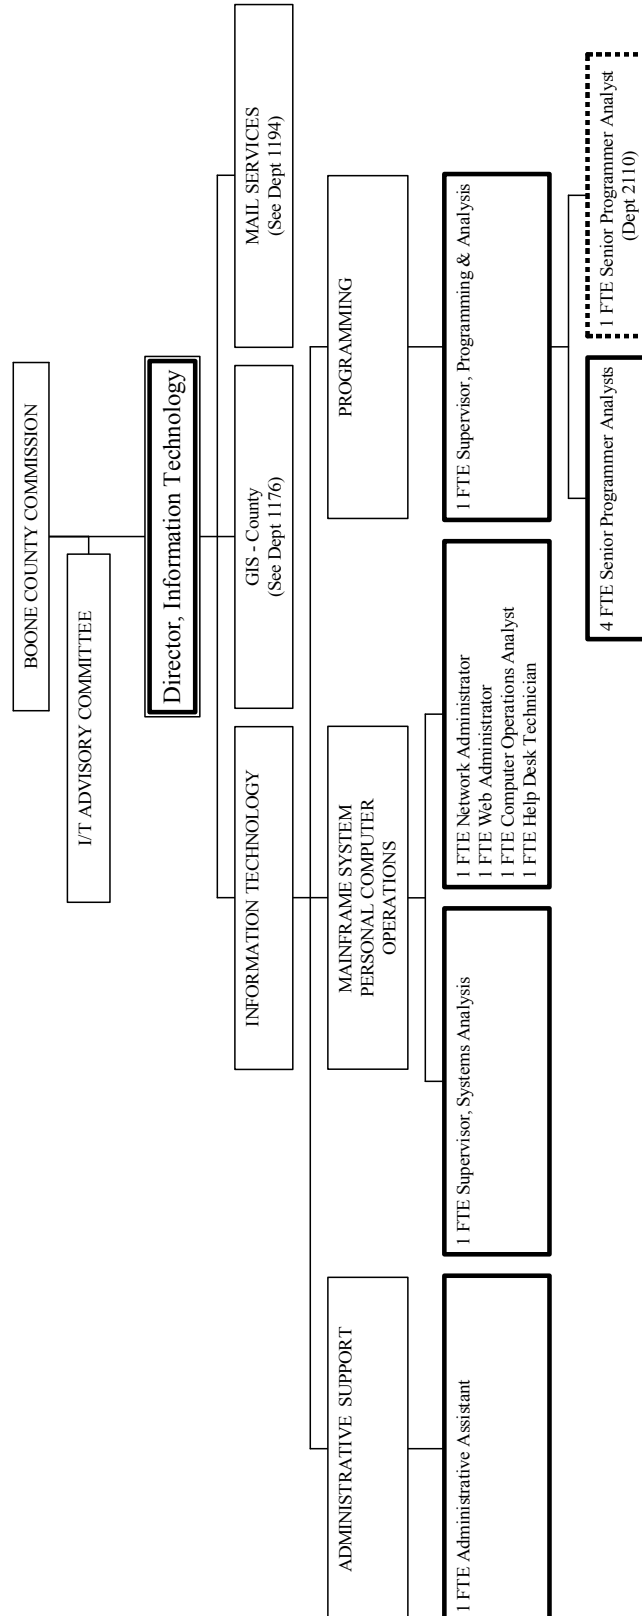 BOONE COUNTY COMMISSION
I/T ADVISORY COMMITTEE
Director, Information Technology
INFORMATION TECHNOLOGY
GIS - County
(See Dept 1176)
MAIL SERVICES
(See Dept 1194)
ADMINISTRATIVE SUPPORT
MAINFRAME SYSTEM
PERSONAL COMPUTER
OPERATIONS
PROGRAMMING
1 FTE Administrative Assistant
1 FTE Supervisor, Systems Analysis
1 FTE Network Administrator
1 FTE Web Administrator
1 FTE Computer Operations Analyst
1 FTE Help Desk Technician
1 FTE Supervisor, Programming & Analysis
4 FTE Senior Programmer Analysts
1 FTE Senior Programmer Analyst
(Dept 2110)